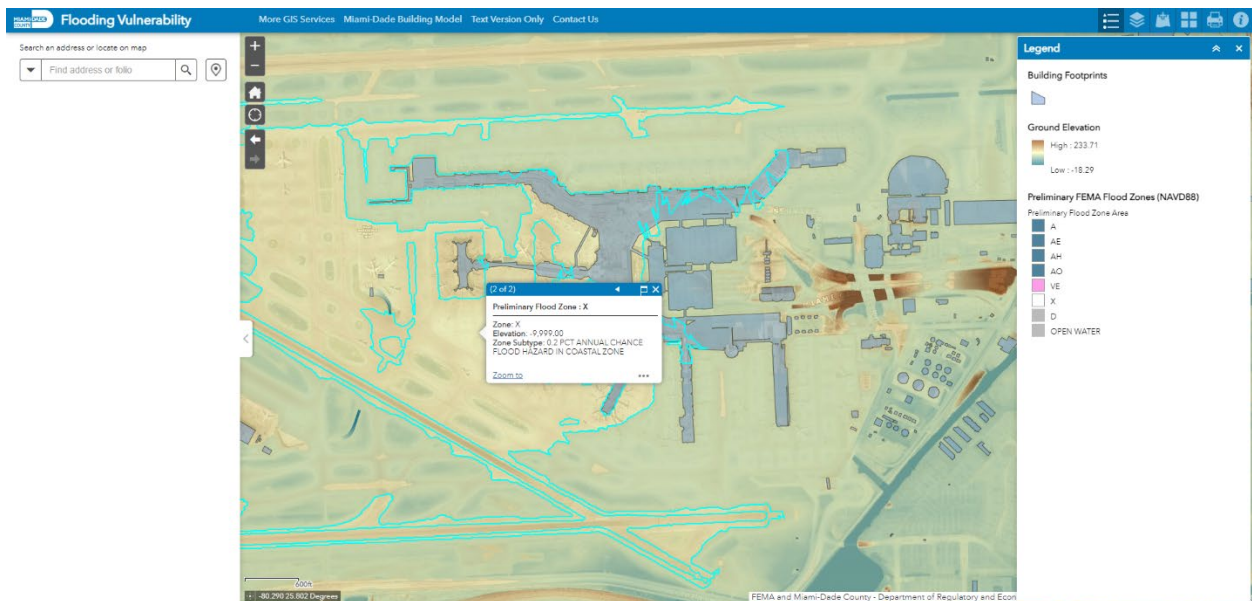 MIAMI-DADE
COUNTY
Flooding Vulnerability
More GIS Services Miami-Dade Building Model Text Version Only Contact Us
Search an address or locate on map
Find address or folio
Legend
Building Footprints
Ground Elevation
High : 233.71
Low : -18.29
Preliminary FEMA Flood Zones (NAVD88)
Preliminary Flood Zone Area
A
AE
AH
AO
VE
X
D
OPEN WATER
(2 of 2)
Preliminary Flood Zone : X
Zone: X
Elevation: -9,999.00
Zone Subtype: 0.2 PCT ANNUAL CHANCE
FLOOD HAZARD IN COASTAL ZONE
Zoom to
600ft
-80.290 25.802 Degrees
FEMA and Miami-Dade County - Department of Regulatory and Econ